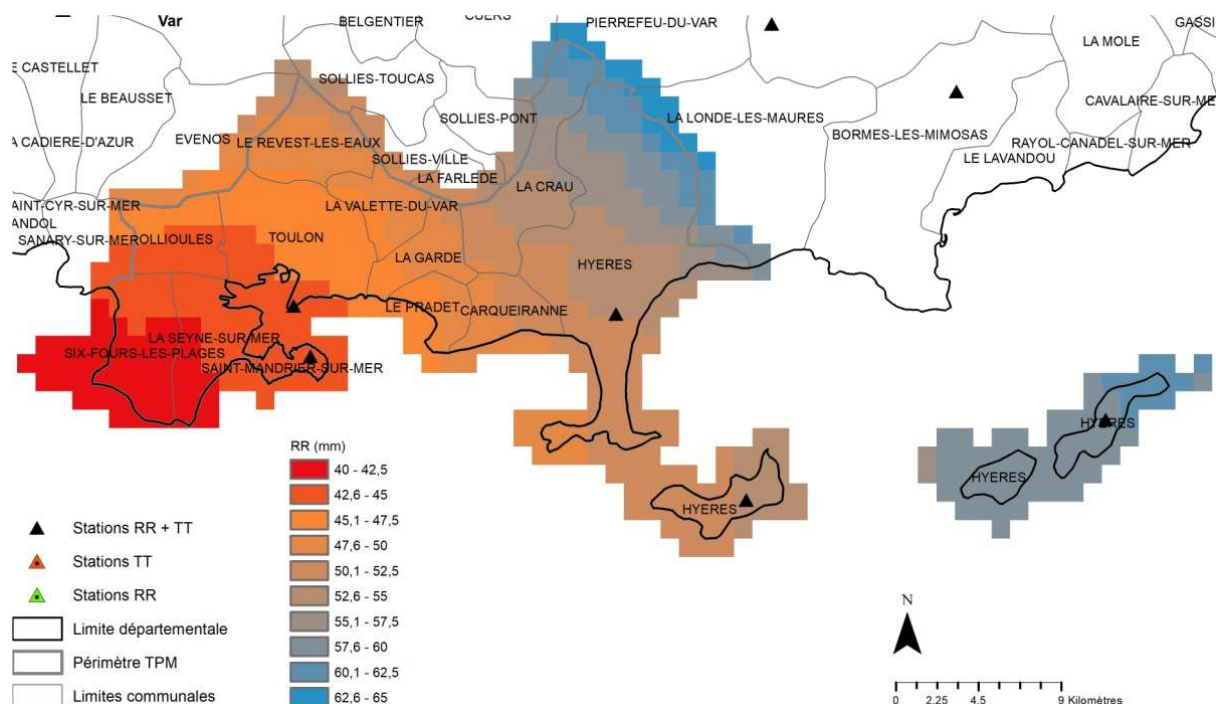 Var
BELGENTIER
CUERS
PIERREFEU-DU-VAR
GASSI
LA MOLE
E CASTELLET
SOLLIES-TOUCAS
LE BEAUSSET
CAVALAIRE-SUR-ME
SOLLIES-PONT
LA LONDE-LES-MAURES
BORMES-LES-MIMOSAS
A CADIERE-D'AZUR
EVENOS
LE REVEST-LES-EAUX
RAYOL-CANADEL-SUR-MER
SOLLIES-VILLE
LE LAVANDOU
LA FARLEDE
LA CRAU
AINT-CYR-SUR-MER
LA VALETTE-DU-VAR
ANDOL
SANARY-SUR-MER
OLLIOULES
TOULON
LA GARDE
HYERES
LE PRADET
CARQUEIRANNE
LA SEYNE-SUR-MER
SIX-FOURS-LES-PLAGES
SAINT-MANDRIER-SUR-MER
HYERES
HYERES
HYERES
RR (mm)
40 - 42,5
42,6 - 45
45,1 - 47,5
47,6 - 50
50,1 - 52,5
52,6 - 55
55,1 - 57,5
57,6 - 60
60,1 - 62,5
62,6 - 65
Stations RR + TT
Stations TT
Stations RR
Limite départementale
Périmètre TPM
Limites communales
N
0 2.25 4.5 9 Kilomètres